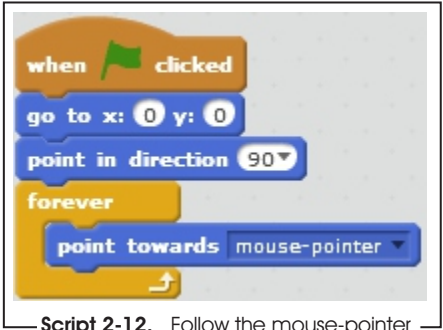 when clicked
go to x: 0 y: 0
point in direction 90
forever
point towards mouse-pointer
Script 2-12. Follow the mouse-pointer